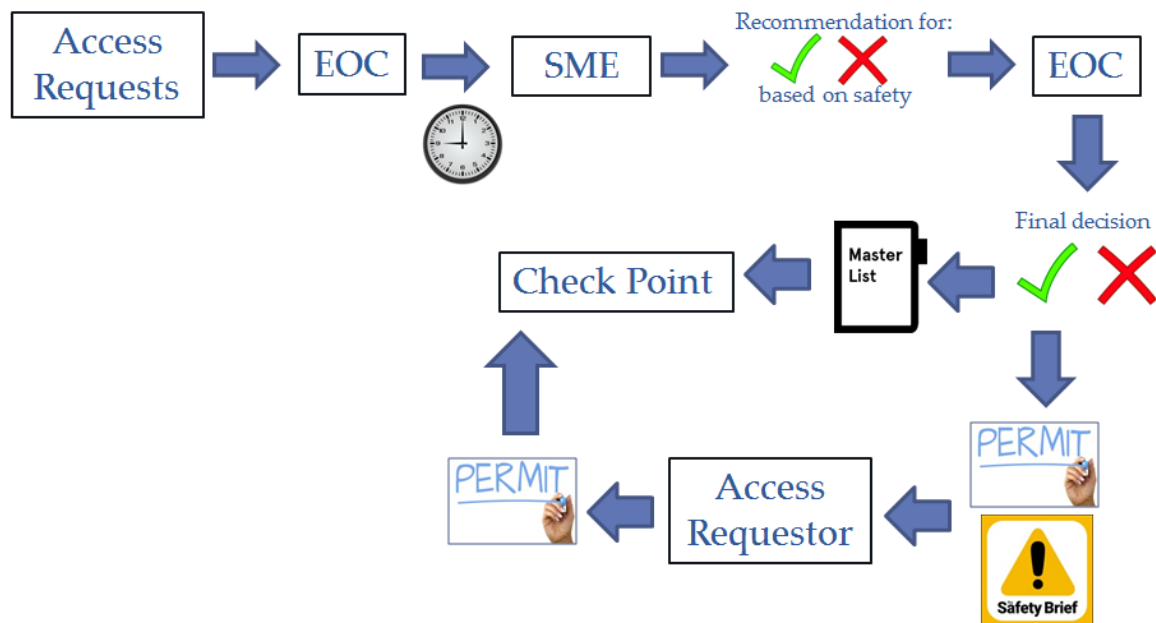 Access
Requests
EOC
SME
Recommendation for:
based on safety
EOC
Final decision
Master
List
Check Point
PERMIT
Safety Brief
Access
Requestor
PERMIT